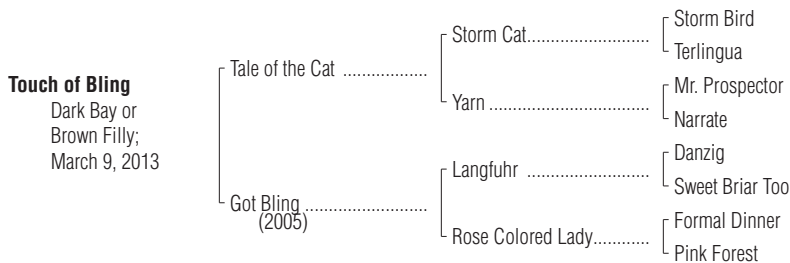 Storm Bird
Storm Cat...........................
Terlingua
Tale of the Cat ..................
Mr. Prospector
Yarn ...................................
Narrate
Touch of Bling
Dark Bay or
Brown Filly;
March 9, 2013
Danzig
Langfuhr ...........................
Sweet Briar Too
Got Bling ..........................
(2005)
Formal Dinner
Rose Colored Lady............
Pink Forest